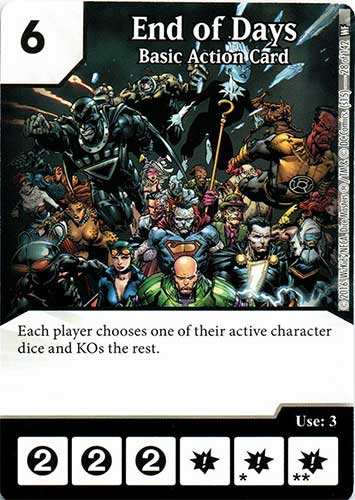 6
End of Days
Basic Action Card
Each player chooses one of their active character
dice and KOs the rest.
Use: 3
2 2 2 ! ! !
* **